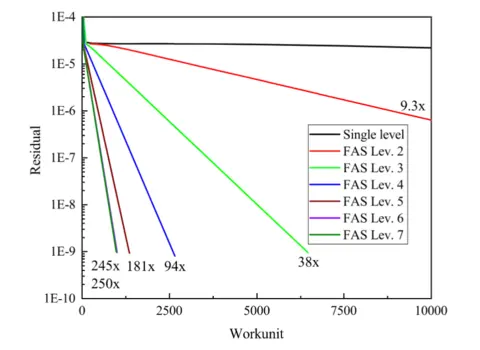 1E-4
1E-5
1E-6
1E-7
1E-8
1E-9
1E-10
Residual
9.3x
Single level
FAS Lev. 2
FAS Lev. 3
FAS Lev. 4
FAS Lev. 5
FAS Lev. 6
FAS Lev. 7
245x 181x 94x
38x
250x
0 2500 5000 7500 10000
Workunit